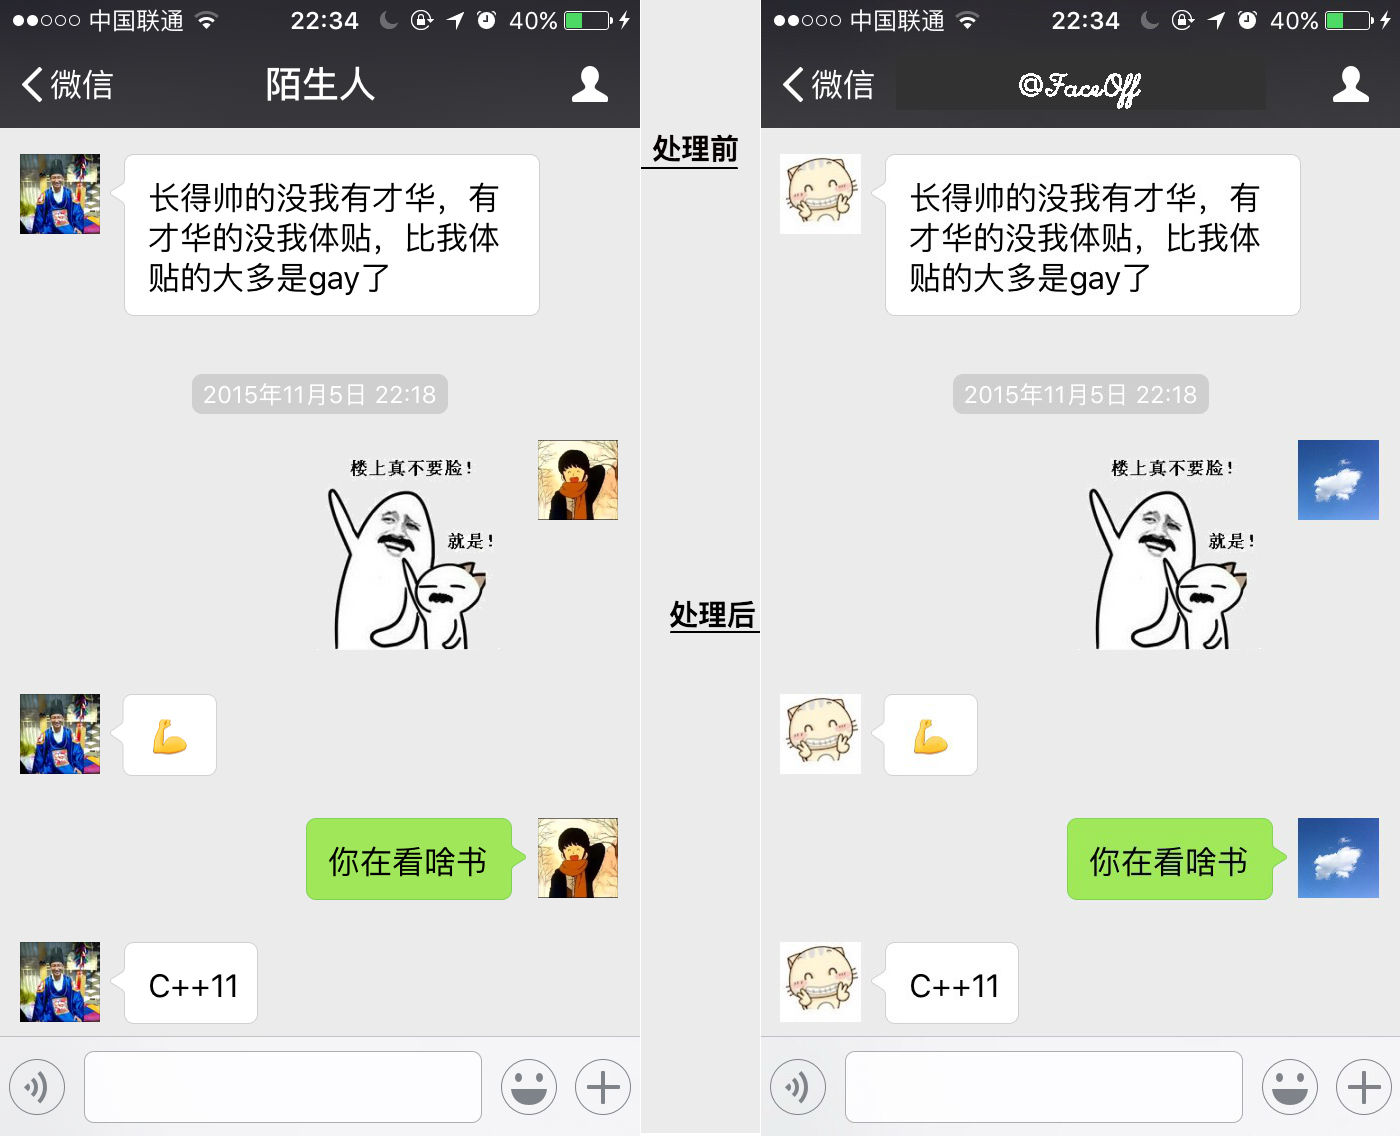 中国联通 22:34 40%
微信 陌生人
长得帅的没我有才华，有
才华的没我体贴，比我体
贴的大多是gay了
2015年11月5日 22:18
楼上真不要脸！
就是！
你在看啥书
C++11
处理前
处理后
中国联通 22:34 40%
微信 @FaceOff
长得帅的没我有才华，有
才华的没我体贴，比我体
贴的大多是gay了
2015年11月5日 22:18
楼上真不要脸！
就是！
你在看啥书
C++11